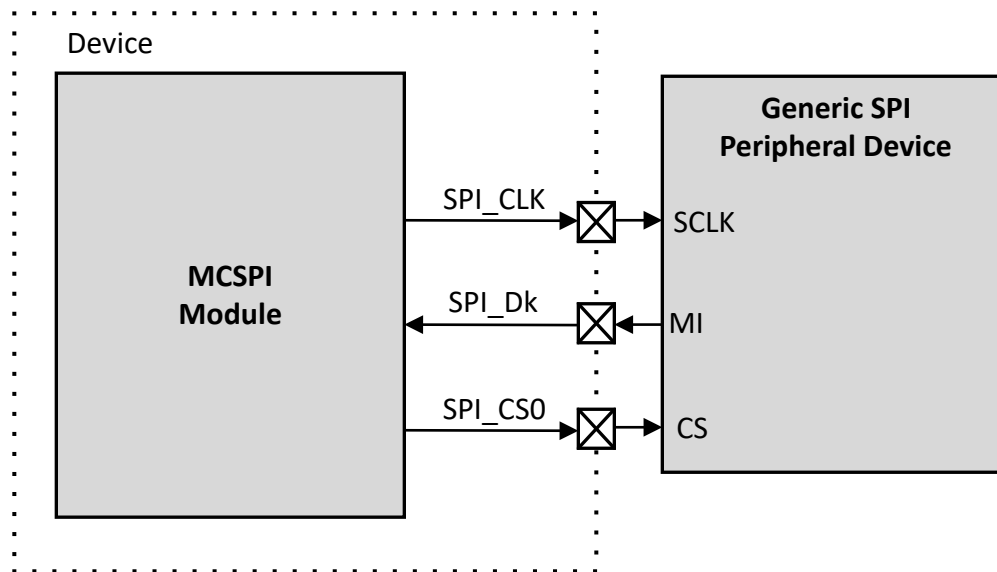 Device
Generic SPI
Peripheral Device
SPI_CLK
SCLK
MCSPI
Module
SPI_Dk
MI
SPI_CS0
CS